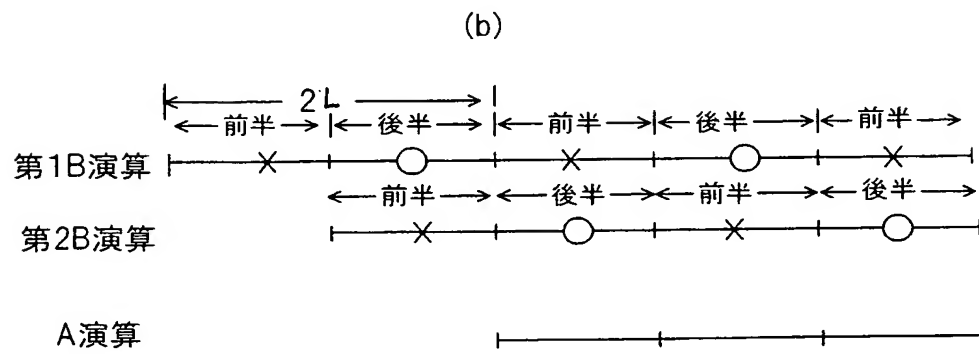 (b)
2L
前半 後半 前半 後半 前半
第1B演算
前半 後半 前半 後半
第2B演算
A演算